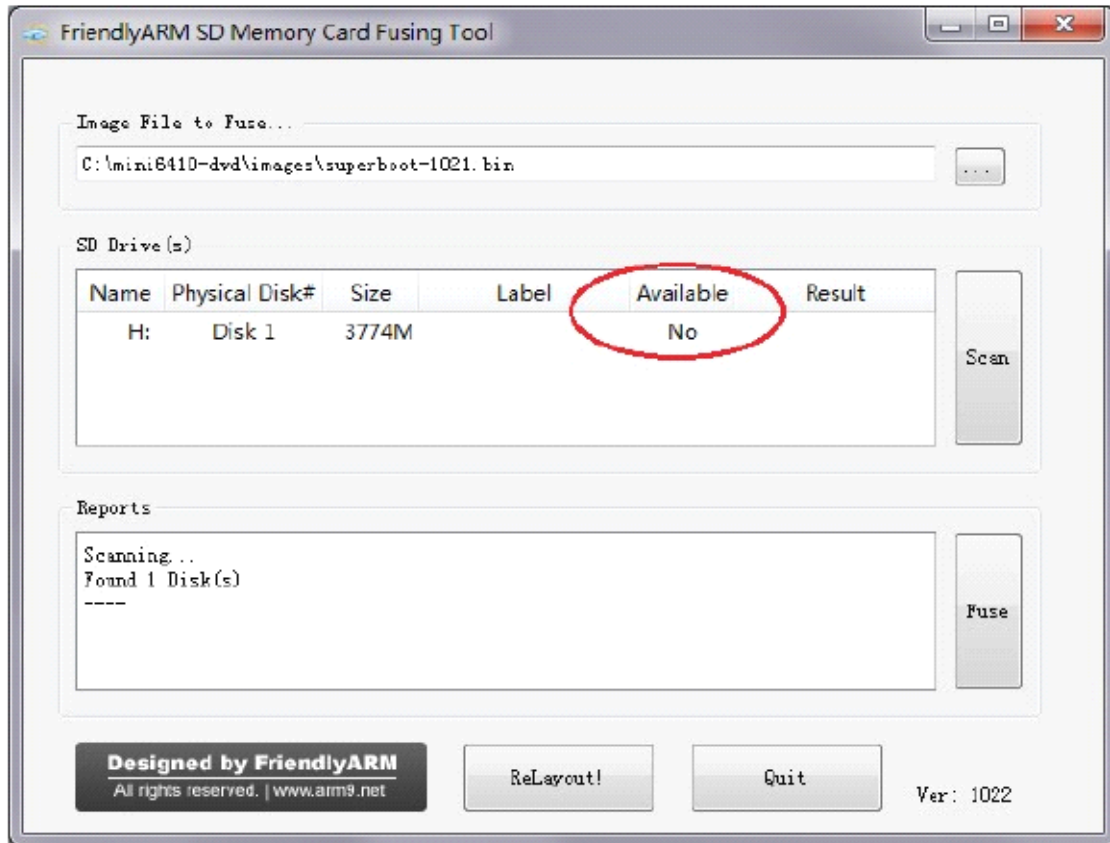 FriendlyARM SD Memory Card Fusing Tool
Image File to Fuse...
C:\mini6410-dvd\images\superboot-1021.bin
...
SD Drive(s)
Name Physical Disk# Size Label Available Result
H: Disk 1 3774M No
Scan
Reports
Scanning...
Found 1 Disk(s)
----
Fuse
Designed by FriendlyARM
All rights reserved. | www.arm9.net
ReLayout!
Quit
Ver: 1022